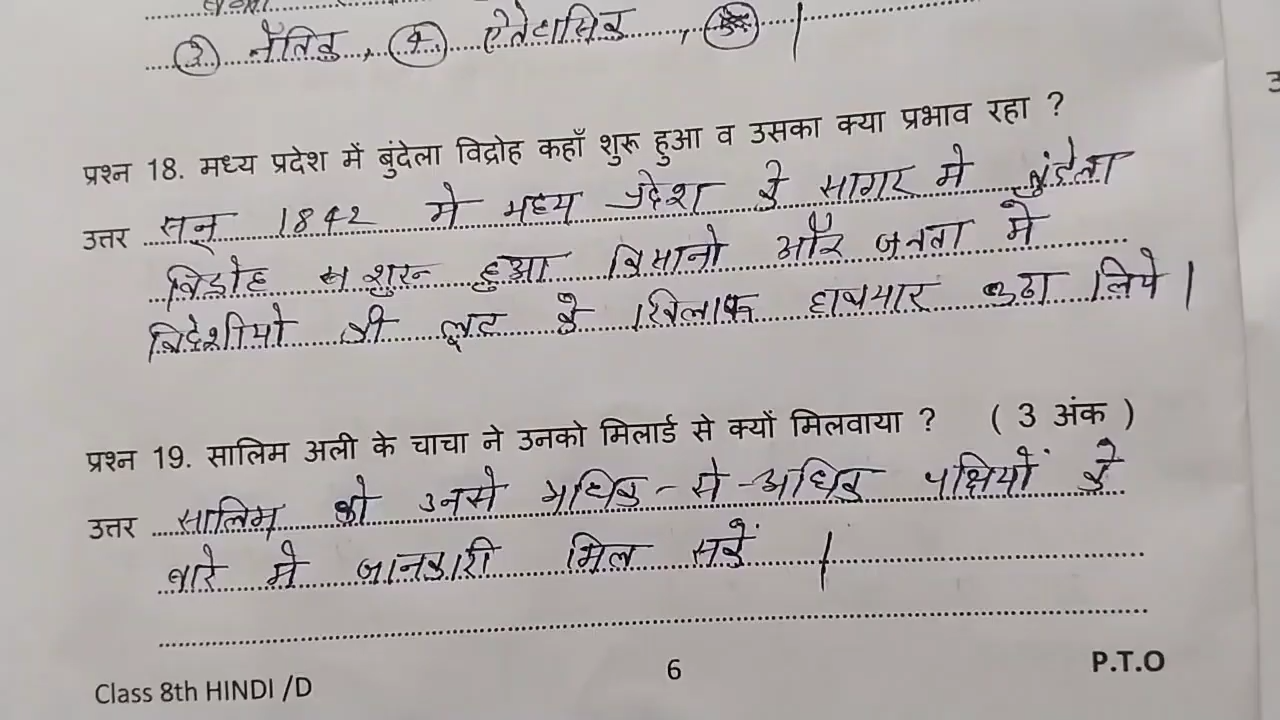 ② नैतिक, ④ ऐतेहासिक , |
प्रश्न 18. मध्य प्रदेश में बुंदेला विद्रोह कहाँ शुरू हुआ व उसका क्या प्रभाव रहा ?
उत्तर सन् 1842 मे मध्य प्रदेश के सागर मे बुंदेला
विद्रोह शुरू हुआ किसानो और जनता मे
विदेशीयो की लूट के खिलाफ हाथयार उठा लिये |
प्रश्न 19. सालिम अली के चाचा ने उनको मिलार्ड से क्यों मिलवाया ? ( 3 अंक )
उत्तर सालिम को उनसे अधिक-से-अधिक पक्षियों के
बारे मे जानकारी मिल सकें |
Class 8th HINDI /D
6
P.T.O